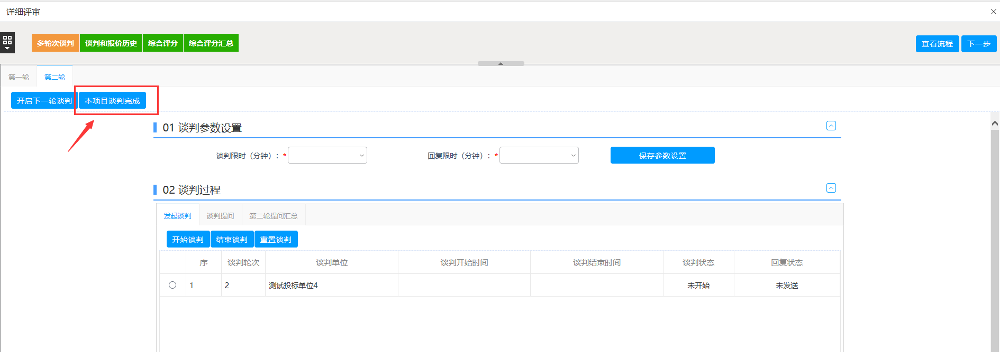 详细评审
多轮次谈判 谈判和报价历史 综合评分 综合评分汇总 查看流程 下一步
第一轮 第二轮
开启下一轮谈判 本项目谈判完成
01 谈判参数设置
谈判限时（分钟）：* 回复限时（分钟）：* 保存参数设置
02 谈判过程
发起谈判 谈判提问 第二轮提问汇总
开始谈判 结束谈判 重置谈判
序 谈判轮次 谈判单位 谈判开始时间 谈判结束时间 谈判状态 回复状态
1 2 测试投标单位4 未开始 未发送